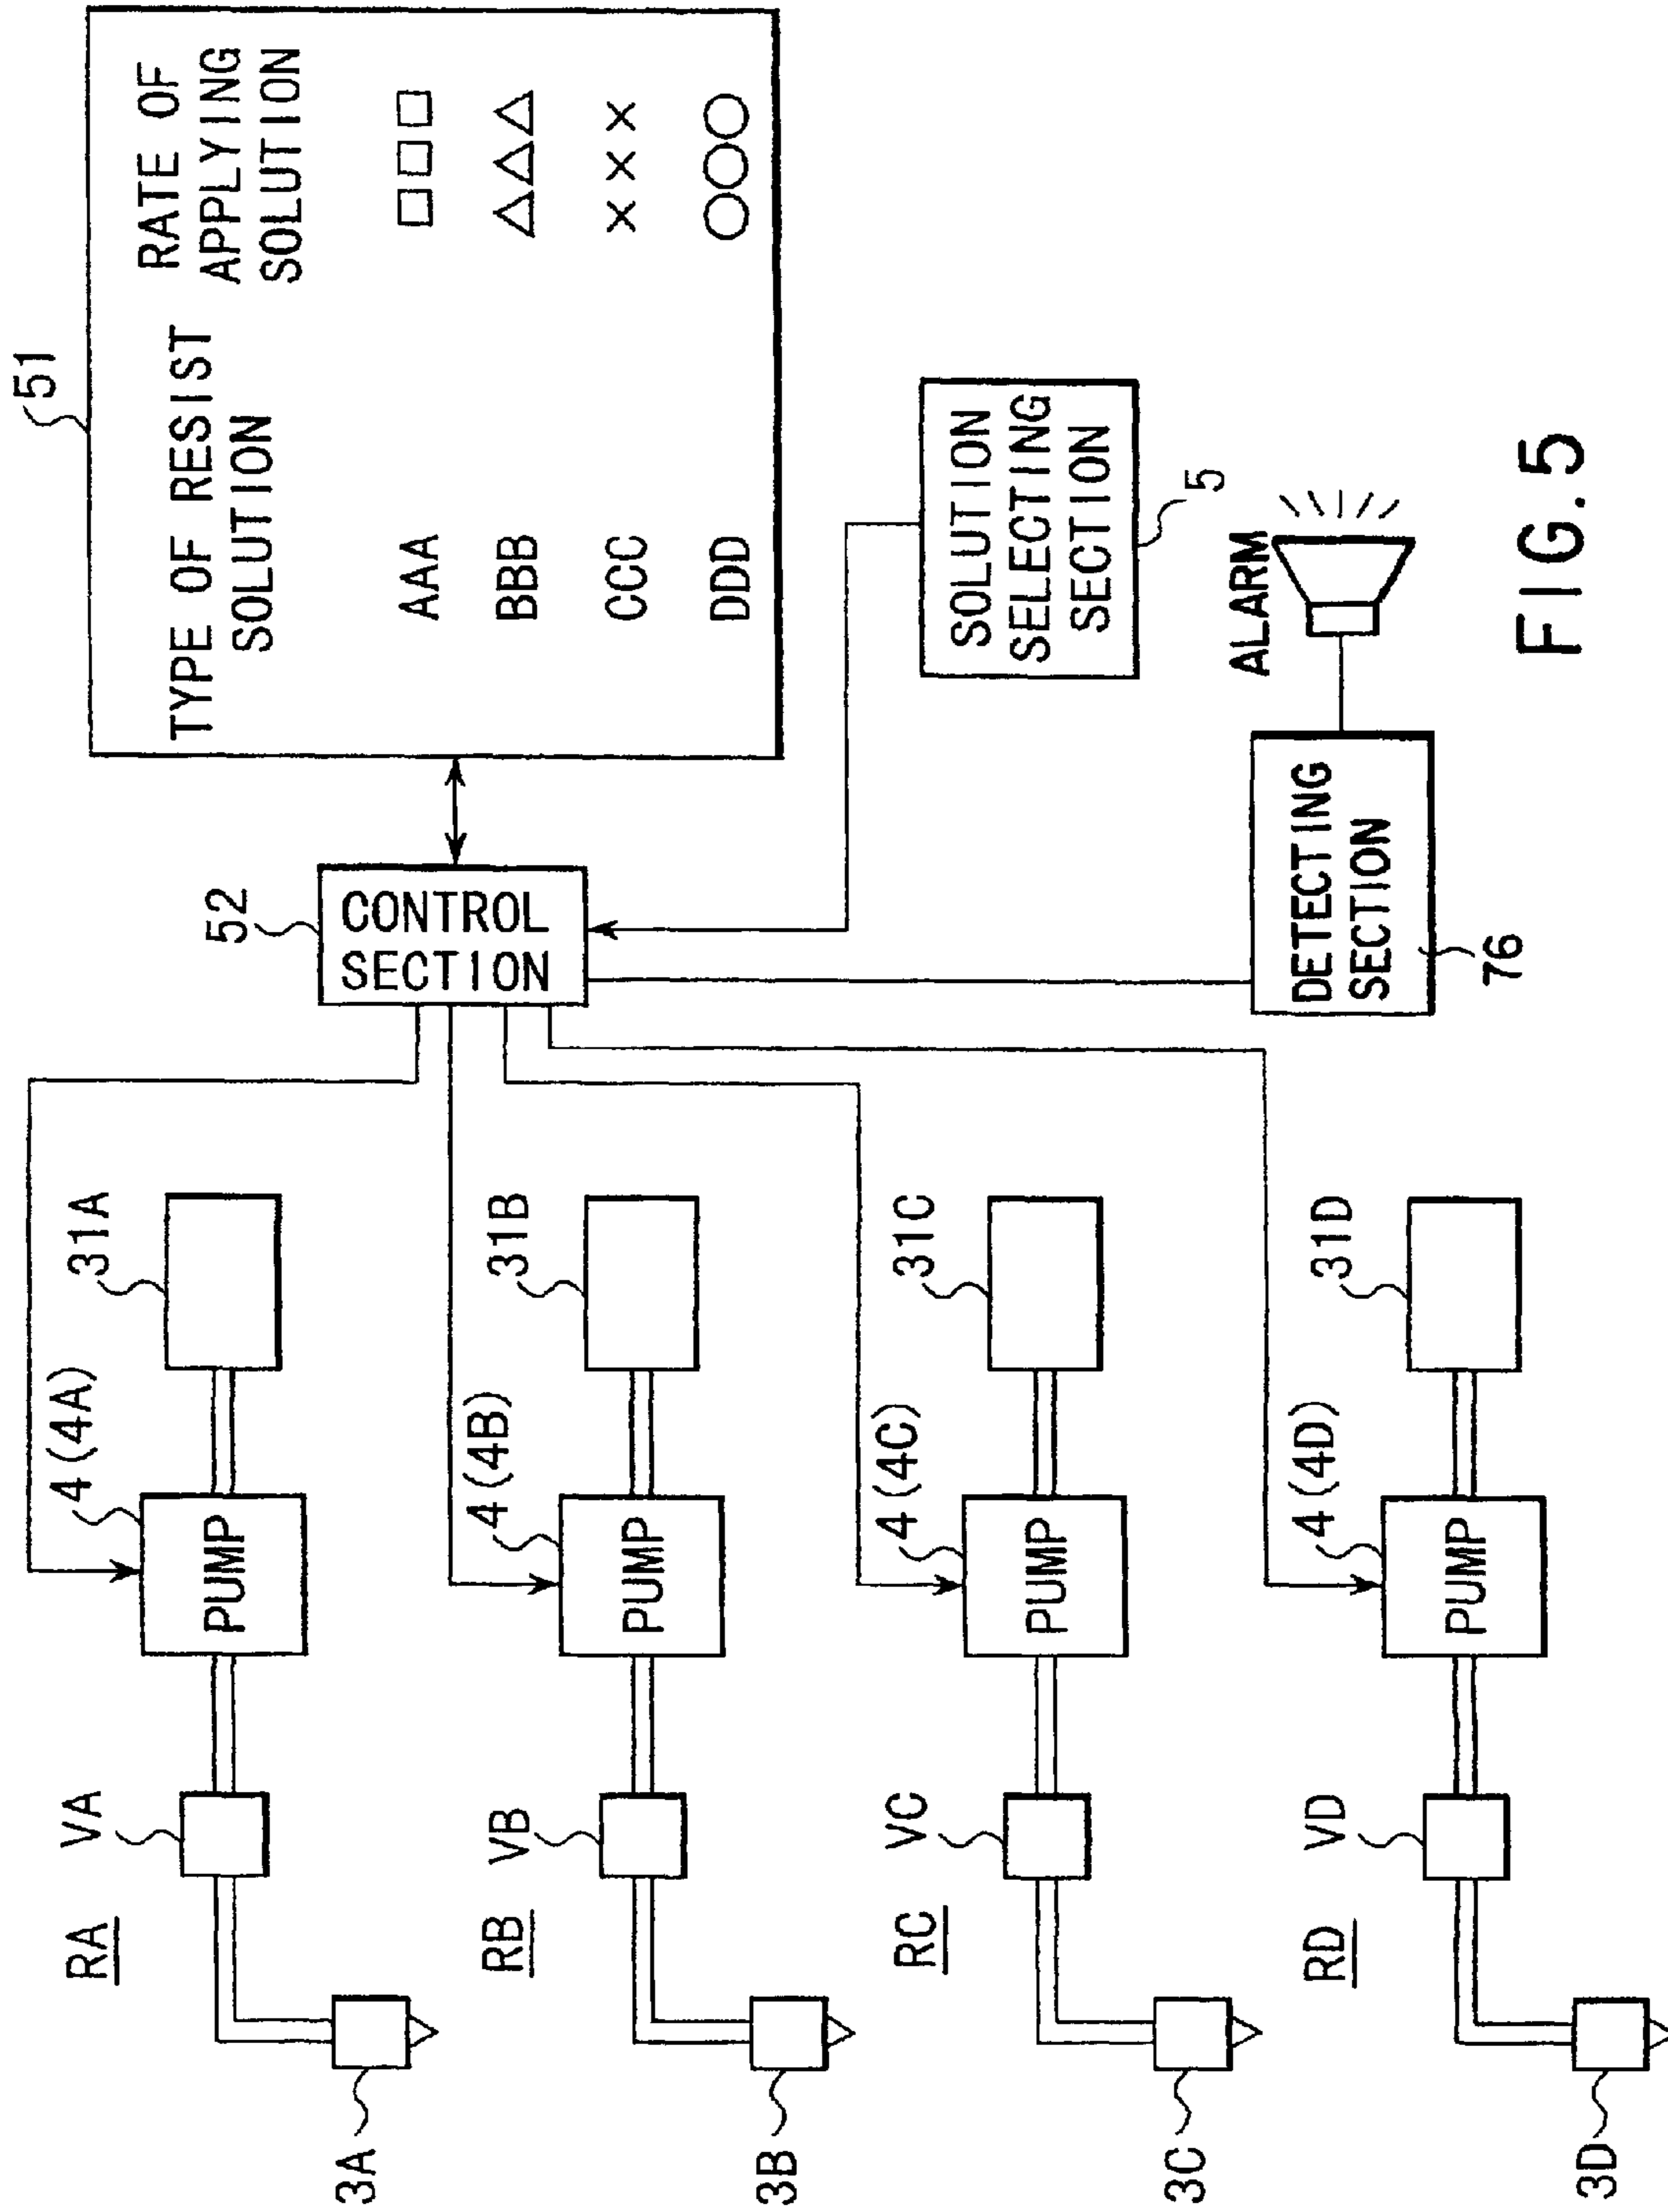 51
TYPE OF RESIST
SOLUTION
RATE OF
APPLYING
SOLUTION
AAA □□□
BBB △△△
CCC ×××
DDD ○○○
52
CONTROL
SECTION
SOLUTION
SELECTING
SECTION
5
DETECTING
SECTION
76
ALARM
RA
VA
4(4A)
31A
PUMP
3A
RB
VB
4(4B)
31B
PUMP
3B
RC
VC
4(4C)
31C
PUMP
3C
RD
VD
4(4D)
31D
PUMP
3D
FIG.5